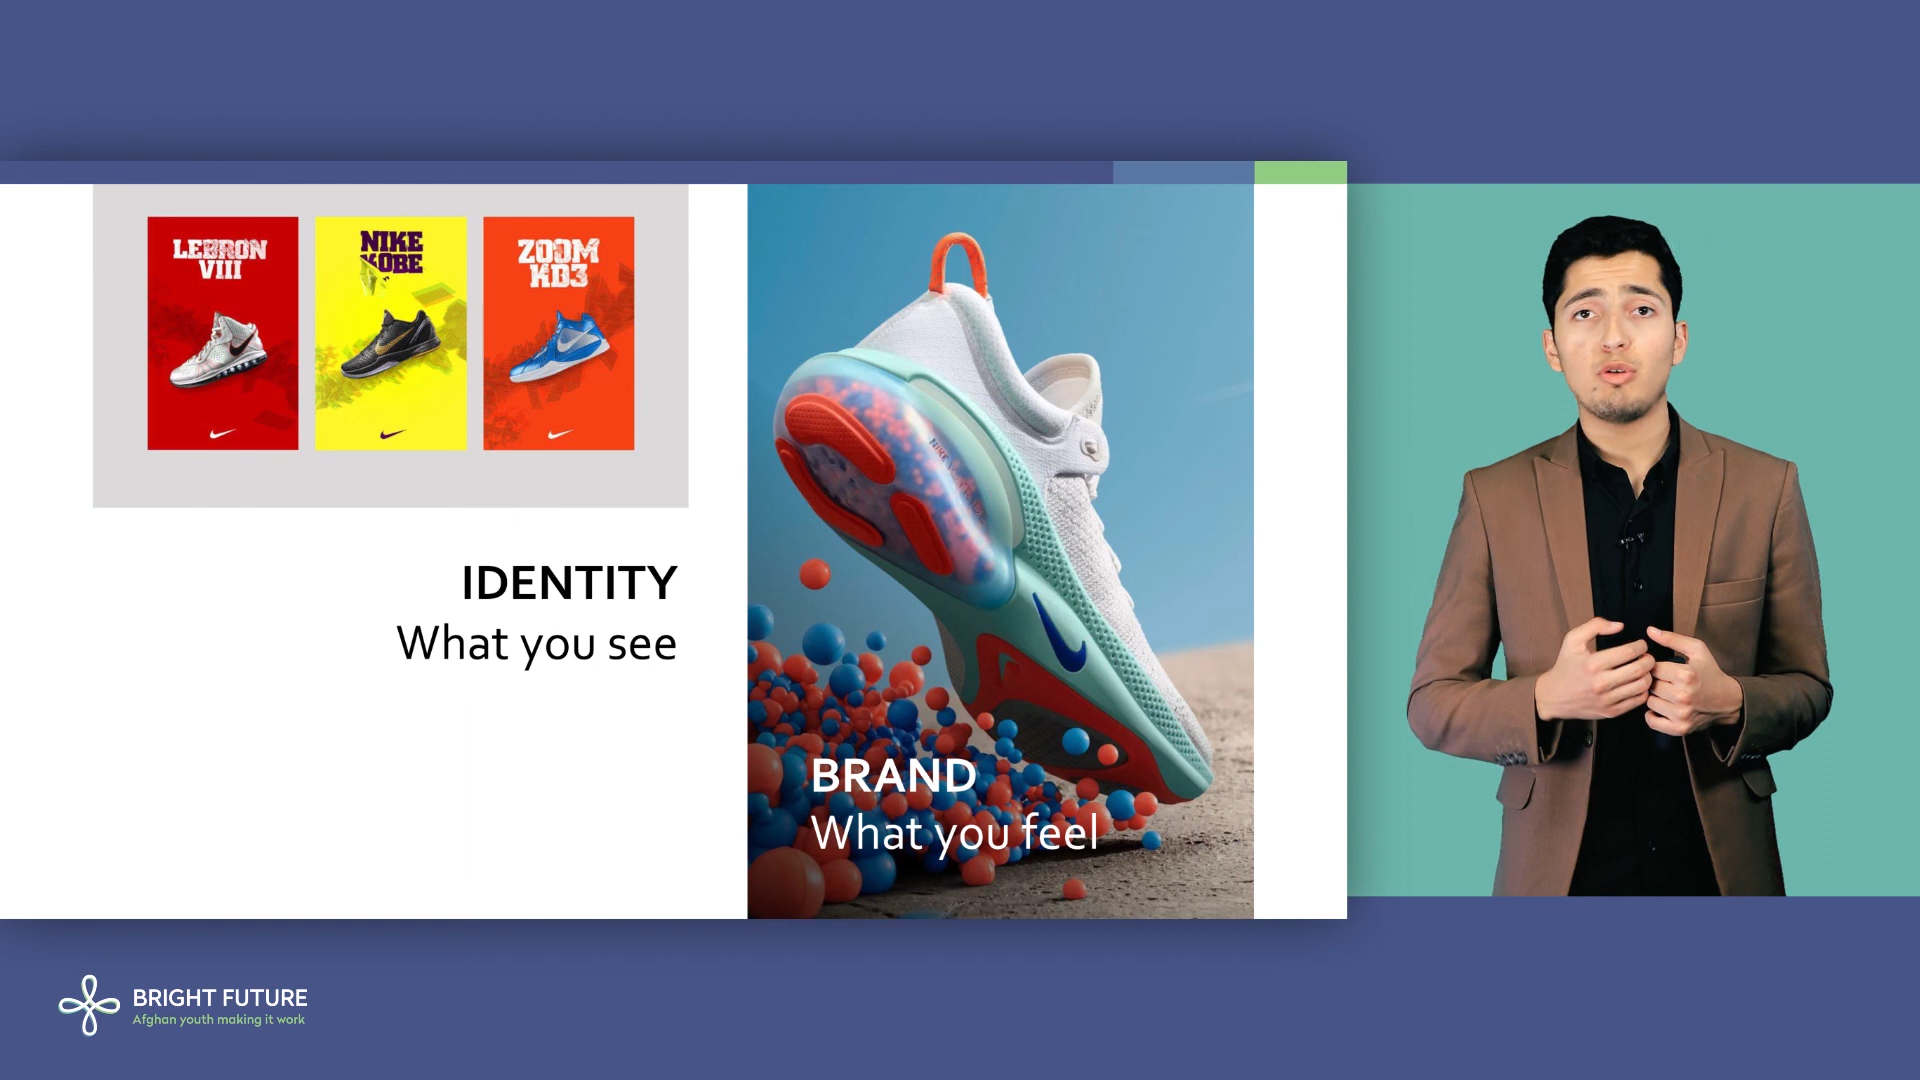 LEBRON
VIII
NIKE
KOBE
ZOOM
KD3
IDENTITY
What you see
NIKE
BRAND
What you feel
BRIGHT FUTURE
Afghan youth making it work